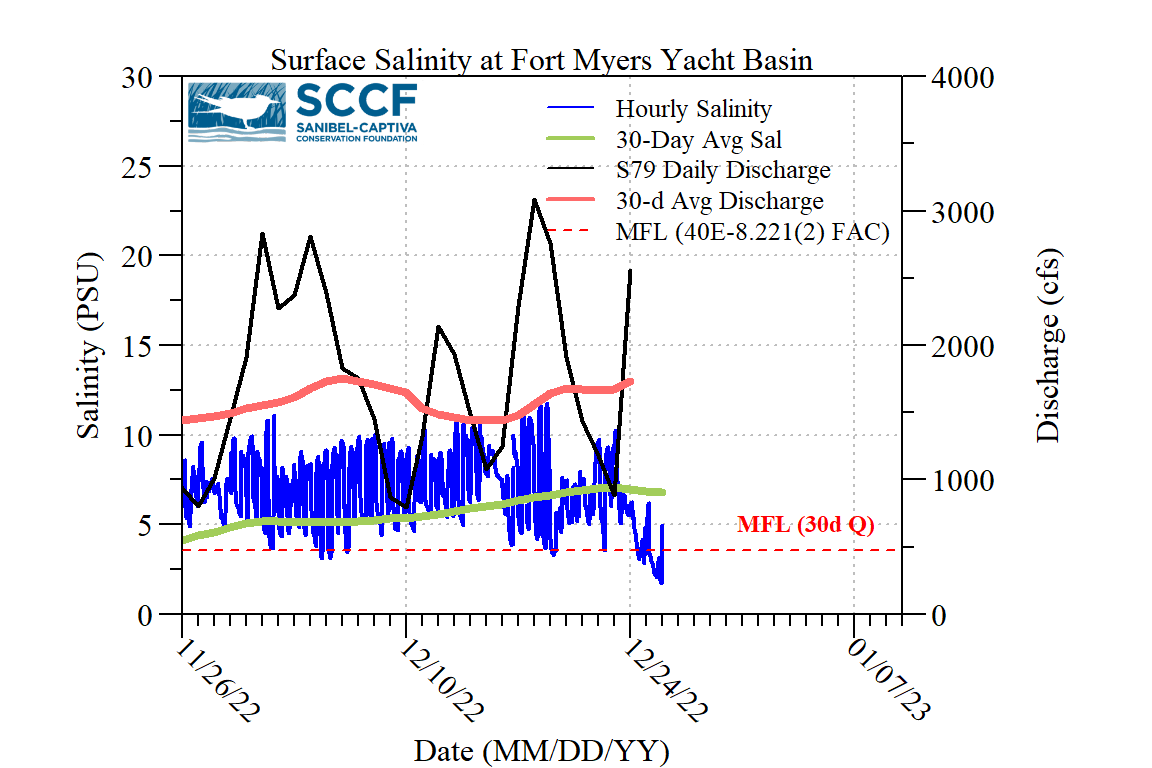 Surface Salinity at Fort Myers Yacht Basin
SCCF
SANIBEL-CAPTIVA
CONSERVATION FOUNDATION
Hourly Salinity
30-Day Avg Sal
S79 Daily Discharge
30-d Avg Discharge
MFL (40E-8.221(2) FAC)
30
25
20
15
10
5
0
Salinity (PSU)
4000
3000
2000
1000
0
Discharge (cfs)
MFL (30d Q)
11/26/22
12/10/22
12/24/22
01/07/23
Date (MM/DD/YY)